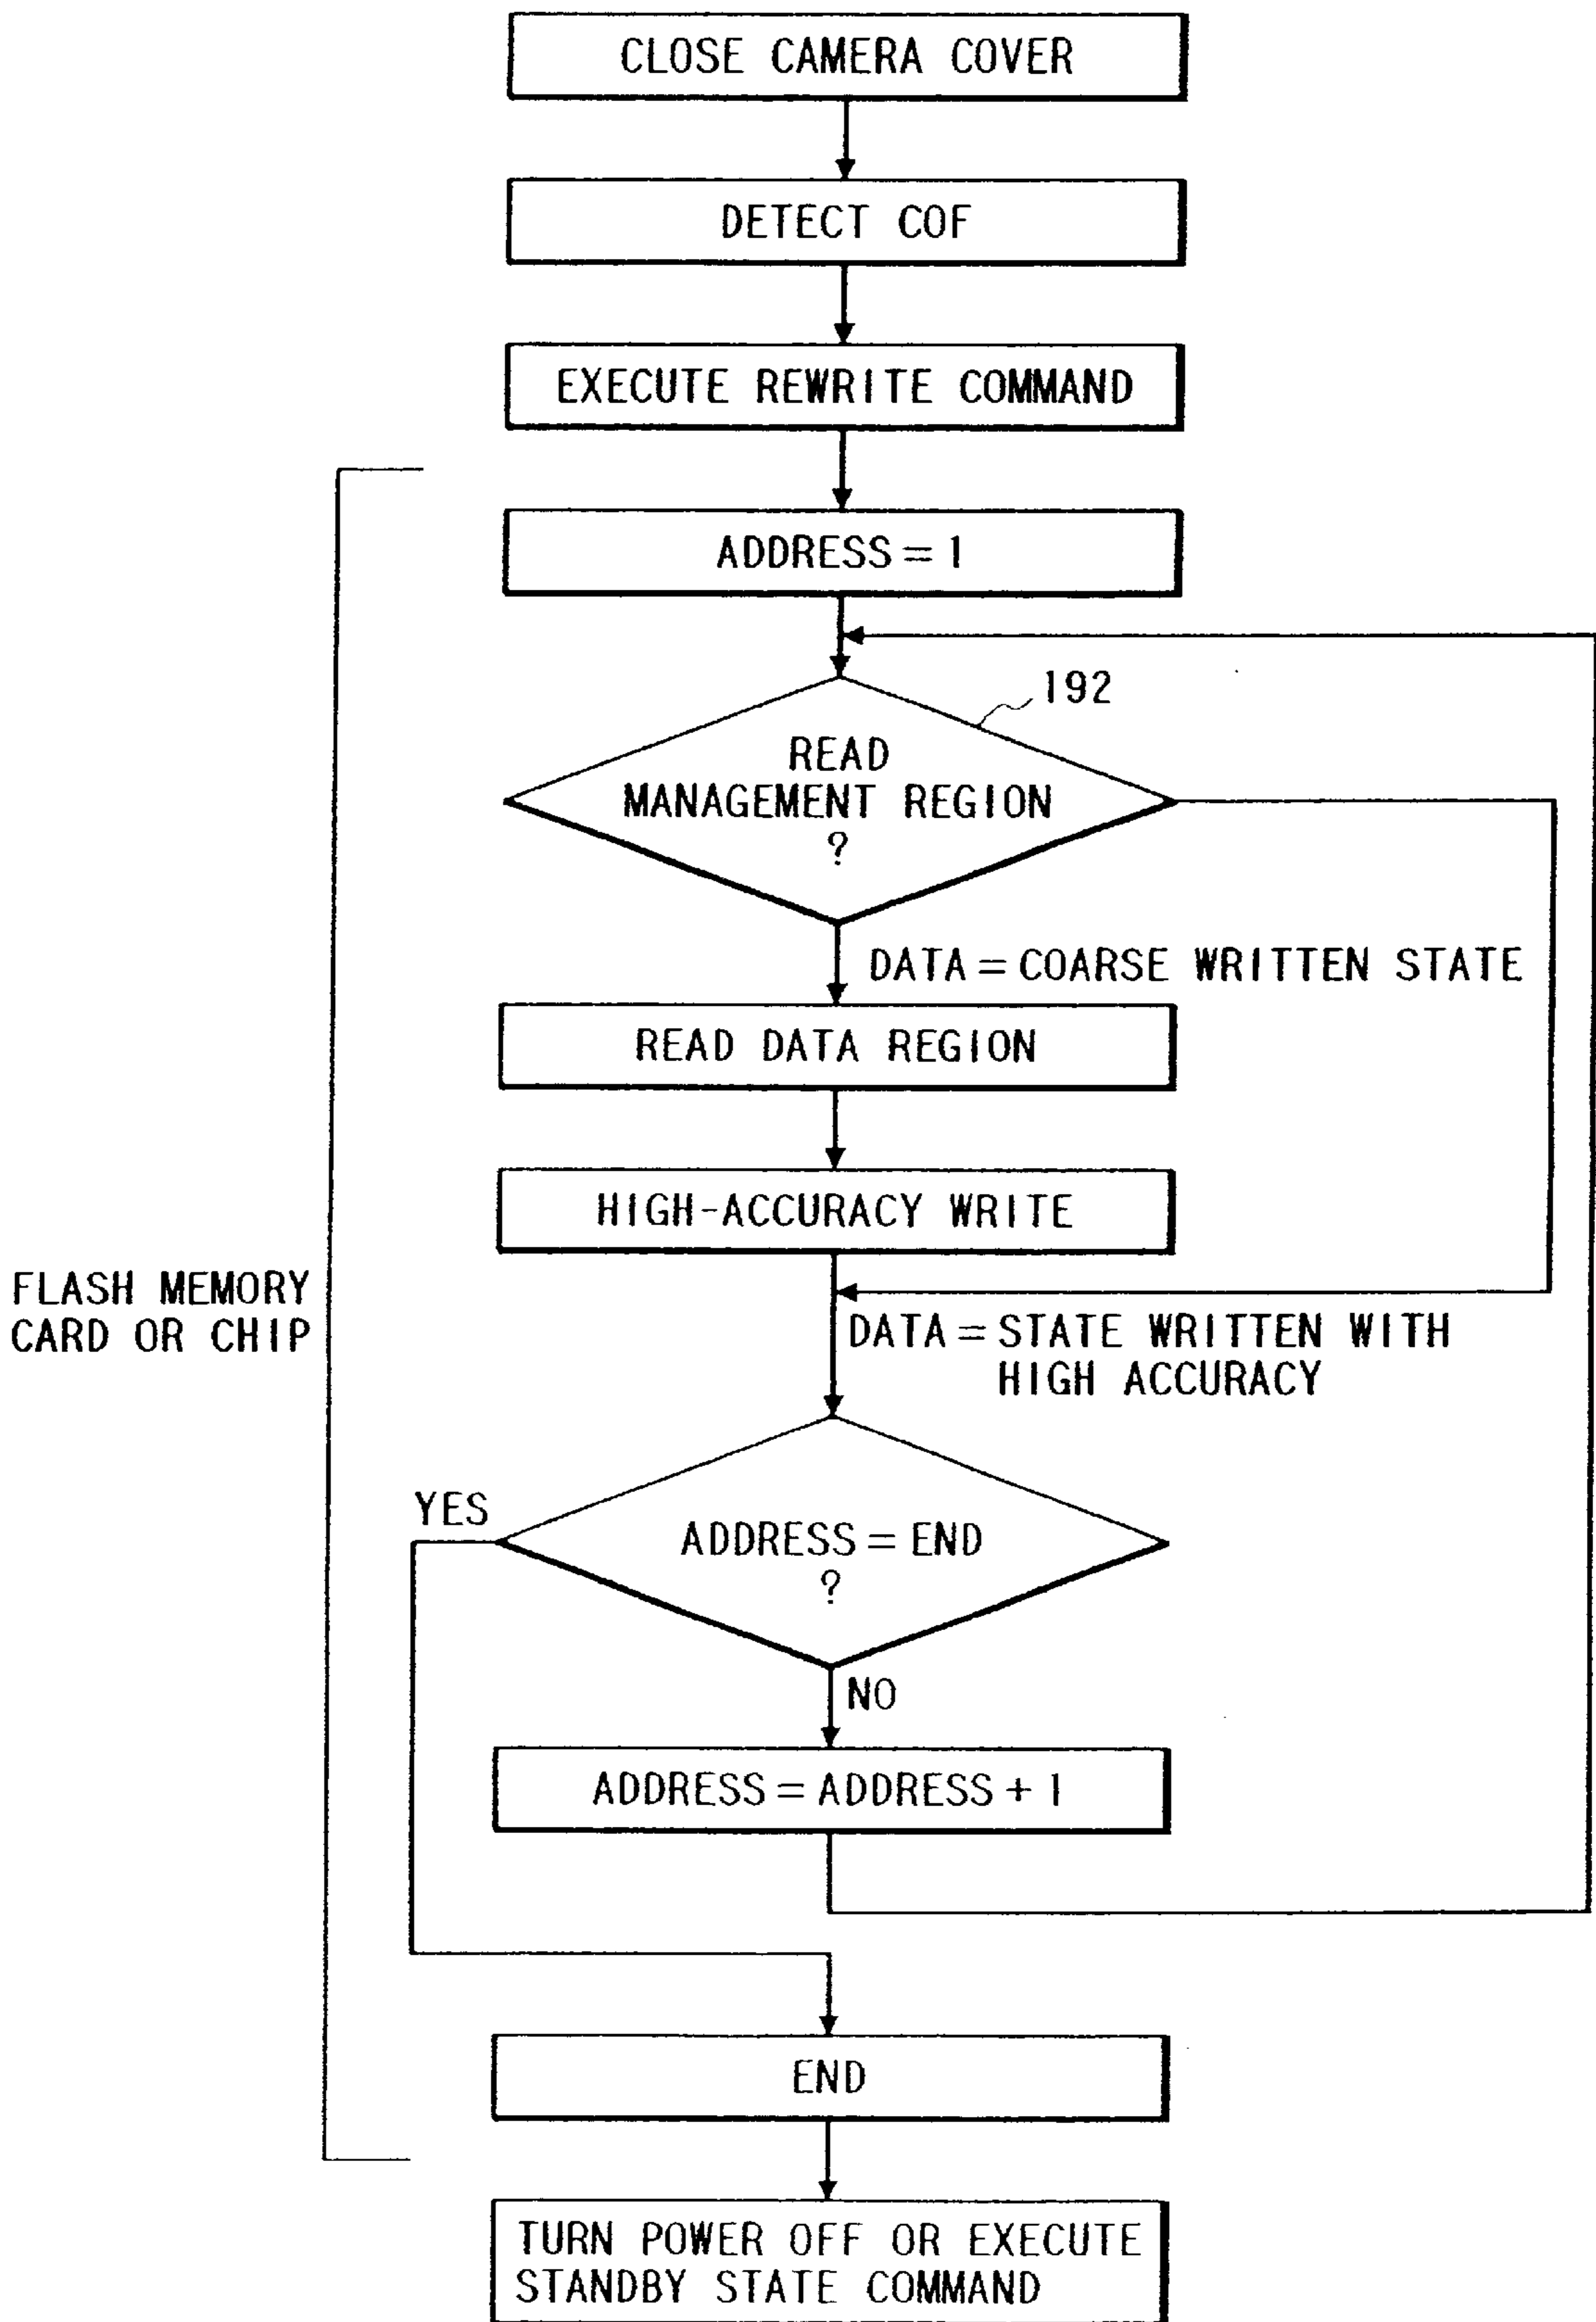 CLOSE CAMERA COVER
DETECT COF
EXECUTE REWRITE COMMAND
ADDRESS = 1
192
READ
MANAGEMENT REGION
?
DATA = COARSE WRITTEN STATE
READ DATA REGION
HIGH-ACCURACY WRITE
FLASH MEMORY
CARD OR CHIP
DATA = STATE WRITTEN WITH
HIGH ACCURACY
YES
ADDRESS = END
?
NO
ADDRESS = ADDRESS + 1
END
TURN POWER OFF OR EXECUTE
STANDBY STATE COMMAND